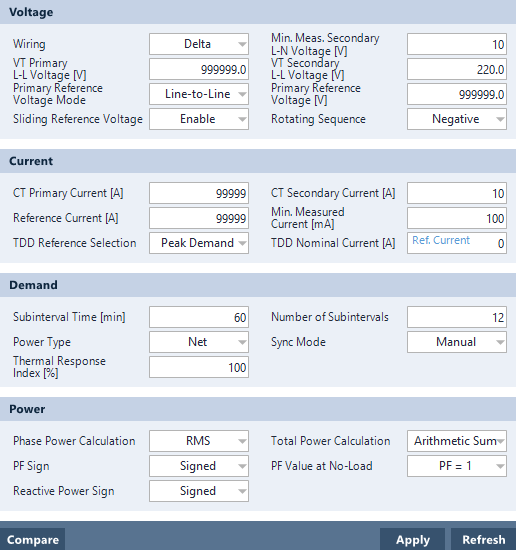 Voltage
Wiring Delta Min. Meas. Secondary L-N Voltage [V] 10
VT Primary L-L Voltage [V] 999999.0 VT Secondary L-L Voltage [V] 220.0
Primary Reference Voltage Mode Line-to-Line Primary Reference Voltage [V] 999999.0
Sliding Reference Voltage Enable Rotating Sequence Negative
Current
CT Primary Current [A] 99999 CT Secondary Current [A] 10
Reference Current [A] 99999 Min. Measured Current [mA] 100
TDD Reference Selection Peak Demand TDD Nominal Current [A] Ref. Current 0
Demand
Subinterval Time [min] 60 Number of Subintervals 12
Power Type Net Sync Mode Manual
Thermal Response Index [%] 100
Power
Phase Power Calculation RMS Total Power Calculation Arithmetic Sum
PF Sign Signed PF Value at No-Load PF = 1
Reactive Power Sign Signed
Compare Apply Refresh